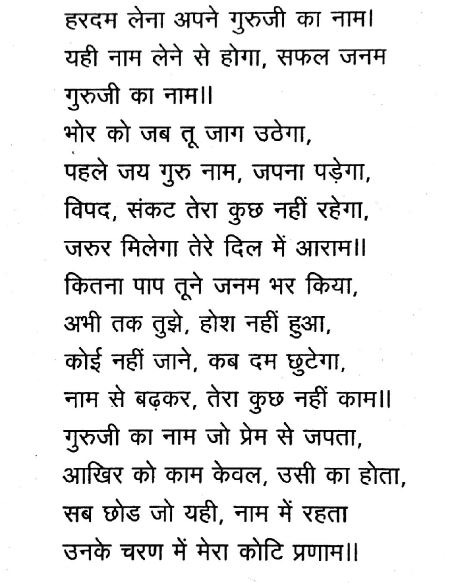 हरदम लेना अपने गुरुजी का नाम।
यही नाम लेने से होगा, सफल जनम
गुरुजी का नाम॥
भोर को जब तू जाग उठेगा,
पहले जय गुरु नाम, जपना पड़ेगा,
विपद, संकट तेरा कुछ नहीं रहेगा,
जरुर मिलेगा तेरे दिल में आराम॥
कितना पाप तूने जनम भर किया,
अभी तक तुझे, होश नहीं हुआ,
कोई नहीं जाने, कब दम छुटेगा,
नाम से बढ़कर, तेरा कुछ नहीं काम॥
गुरुजी का नाम जो प्रेम से जपता,
आखिर को काम केवल, उसी का होता,
सब छोड जो यही, नाम में रहता
उनके चरण में मेरा कोटि प्रणाम॥